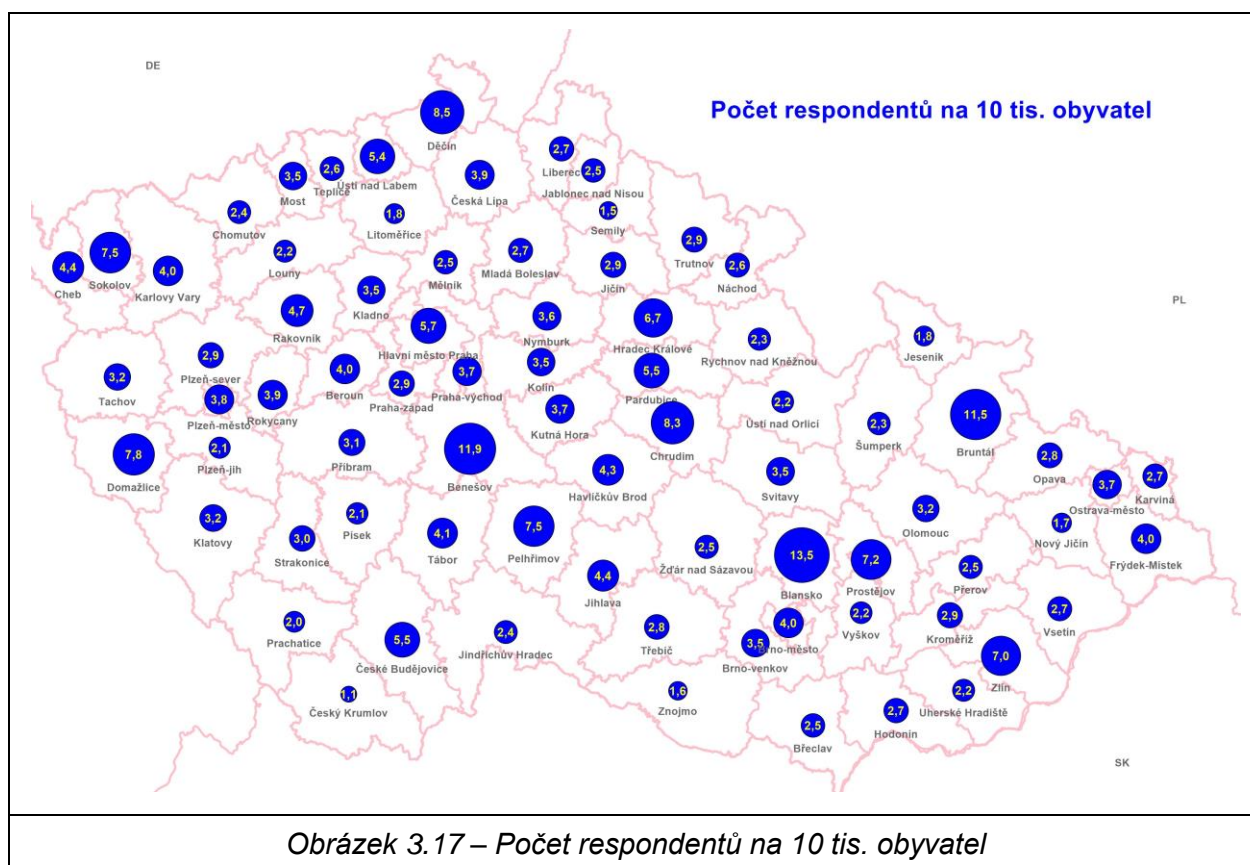 DE
Počet respondentů na 10 tis. obyvatel
8,5
Děčín
5,4
Ústí nad Labem
2,6
Teplice
3,5
Most
3,9
Česká Lípa
2,7
Liberec
2,5
Jablonec nad Nisou
2,4
Chomutov
1,8
Litoměřice
1,5
Semily
4,4
Cheb
7,5
Sokolov
4,0
Karlovy Vary
2,2
Louny
2,5
Mělník
2,7
Mladá Boleslav
2,9
Jičín
2,9
Trutnov
2,6
Náchod
PL
4,7
Rakovník
3,5
Kladno
5,7
Hlavní město Praha
3,6
Nymburk
6,7
Hradec Králové
2,3
Rychnov nad Kněžnou
1,8
Jeseník
3,2
Tachov
2,9
Plzeň-sever
3,8
Plzeň-město
3,9
Rokycany
4,0
Beroun
2,9
Praha-západ
3,7
Praha-východ
3,5
Kolín
5,5
Pardubice
3,7
Kutná Hora
8,3
Chrudim
2,2
Ústí nad Orlicí
2,3
Šumperk
11,5
Bruntál
7,8
Domažlice
2,1
Plzeň-jih
3,1
Příbram
11,9
Benešov
4,3
Havlíčkův Brod
3,5
Svitavy
2,8
Opava
3,7
Ostrava-město
2,7
Karviná
3,2
Klatovy
3,0
Strakonice
2,1
Písek
4,1
Tábor
7,5
Pelhřimov
2,5
Žďár nad Sázavou
13,5
Blansko
7,2
Prostějov
3,2
Olomouc
1,7
Nový Jičín
4,0
Frýdek-Místek
4,4
Jihlava
2,5
Přerov
2,0
Prachatice
5,5
České Budějovice
2,4
Jindřichův Hradec
2,8
Třebíč
3,5
Brno-venkov
4,0
Brno-město
2,2
Vyškov
2,9
Kroměříž
2,7
Vsetín
7,0
Zlín
1,1
Český Krumlov
1,6
Znojmo
2,5
Břeclav
2,7
Hodonín
2,2
Uherské Hradiště
SK
Obrázek 3.17 – Počet respondentů na 10 tis. obyvatel